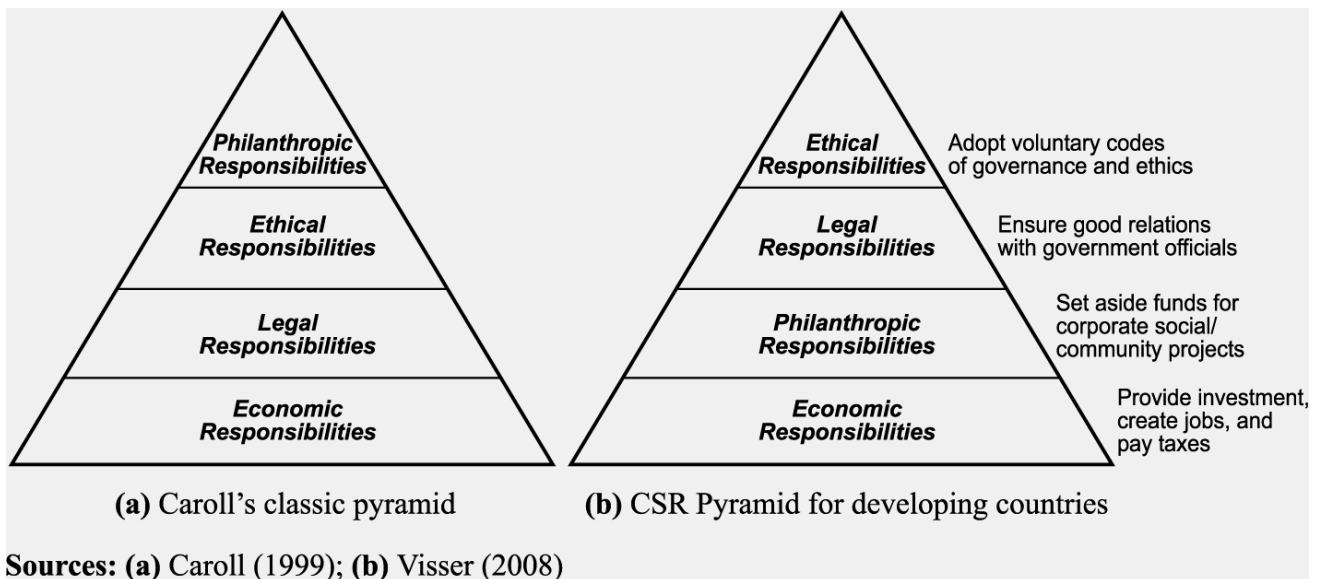 Philanthropic
Responsibilities
Ethical
Responsibilities
Legal
Responsibilities
Economic
Responsibilities
(a) Caroll’s classic pyramid
Ethical
Responsibilities
Adopt voluntary codes
of governance and ethics
Legal
Responsibilities
Ensure good relations
with government officials
Philanthropic
Responsibilities
Set aside funds for
corporate social/
community projects
Economic
Responsibilities
Provide investment,
create jobs, and
pay taxes
(b) CSR Pyramid for developing countries
Sources: (a) Caroll (1999); (b) Visser (2008)